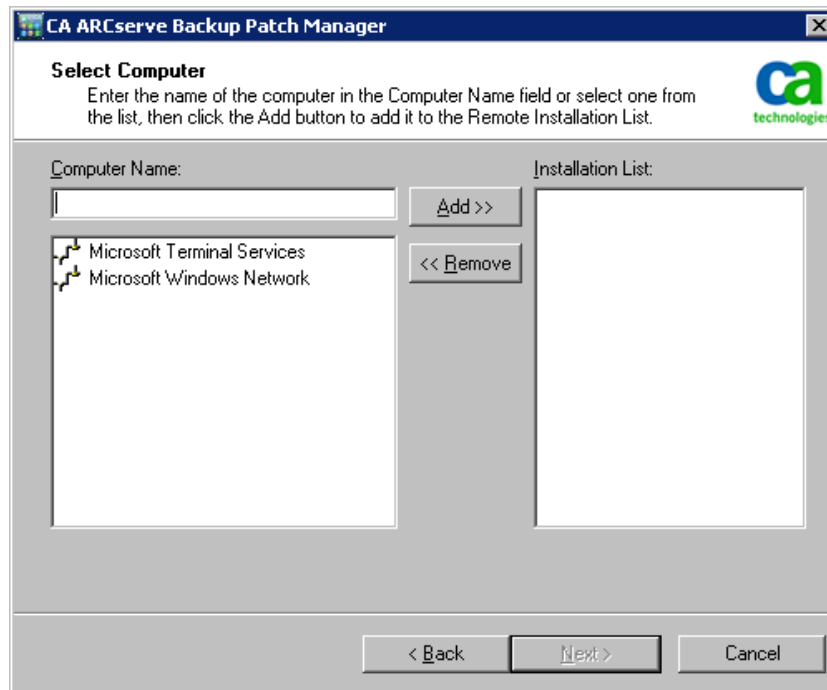 CA ARCserve Backup Patch Manager
Select Computer
Enter the name of the computer in the Computer Name field or select one from
the list, then click the Add button to add it to the Remote Installation List.
ca
technologies
Computer Name:
Installation List:
Add >>
Microsoft Terminal Services
<< Remove
Microsoft Windows Network
< Back
Next >
Cancel